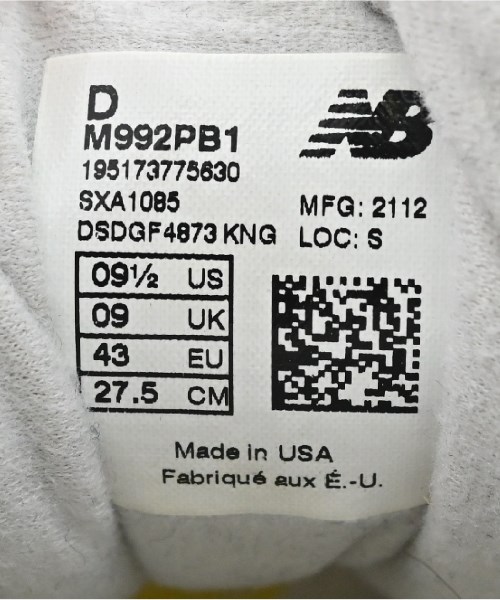 D
NB
M992PB1
195173775630
SXA1085
MFG: 2112
DSDGF4873 KNG
LOC: S
09½ US
09 UK
43 EU
27.5 CM
Made in USA
Fabriqué aux É.-U.